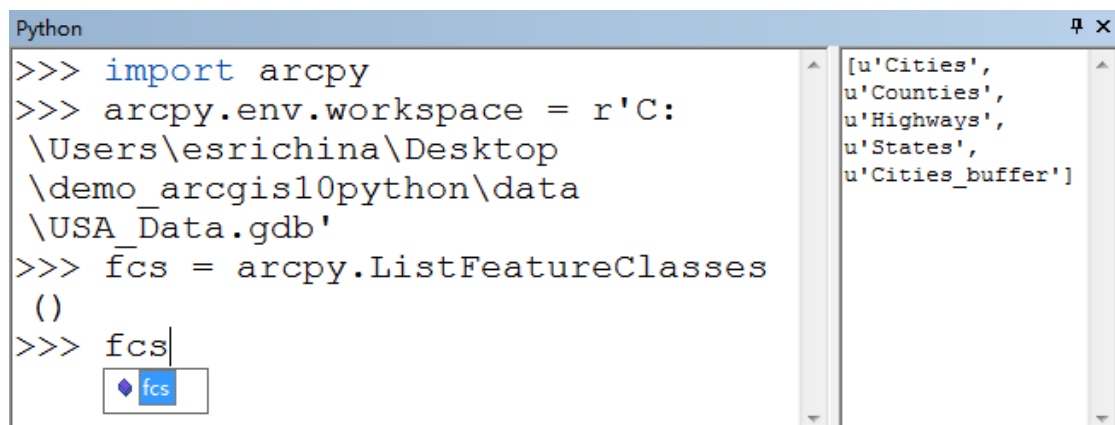 Python
>>> import arcpy
>>> arcpy.env.workspace = r'C:
\Users\esrichina\Desktop
\demo_arcgis10python\data
\USA_Data.gdb'
>>> fcs = arcpy.ListFeatureClasses
()
>>> fcs
fcs
[u'Cities',
u'Counties',
u'Highways',
u'States',
u'Cities_buffer']